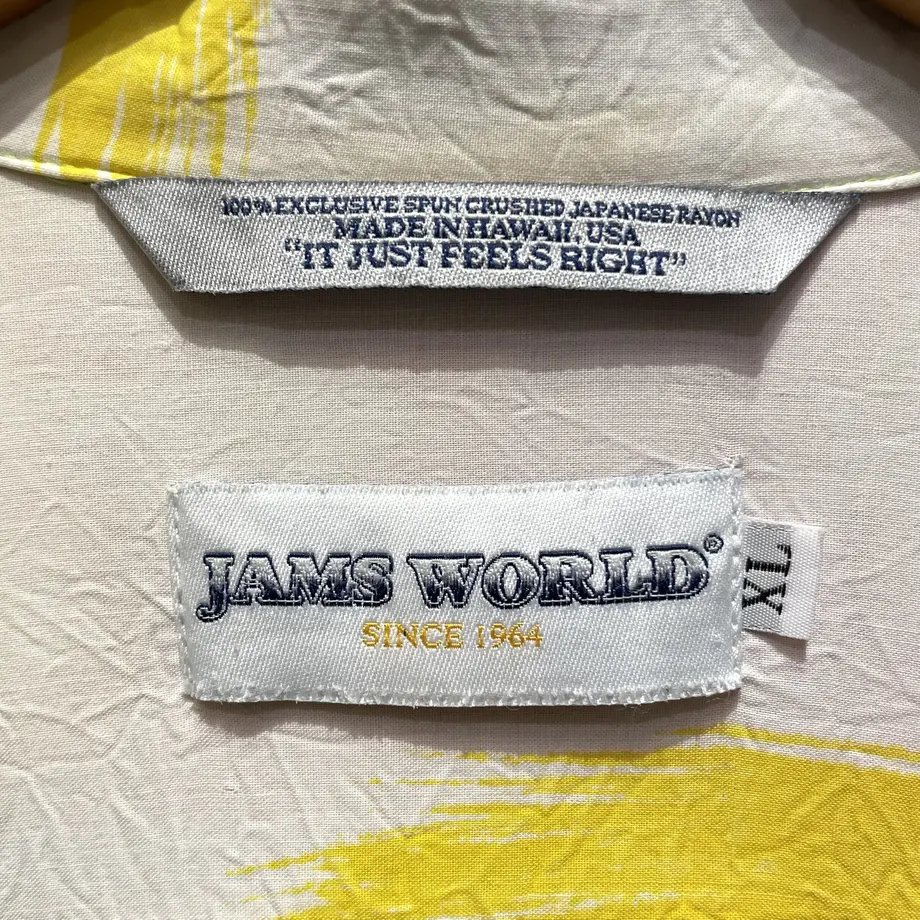 100% EXCLUSIVE SPUN CRUSHED JAPANESE RAYON
MADE IN HAWAII, USA
"IT JUST FEELS RIGHT"
JAMS WORLD®
SINCE 1964
XL